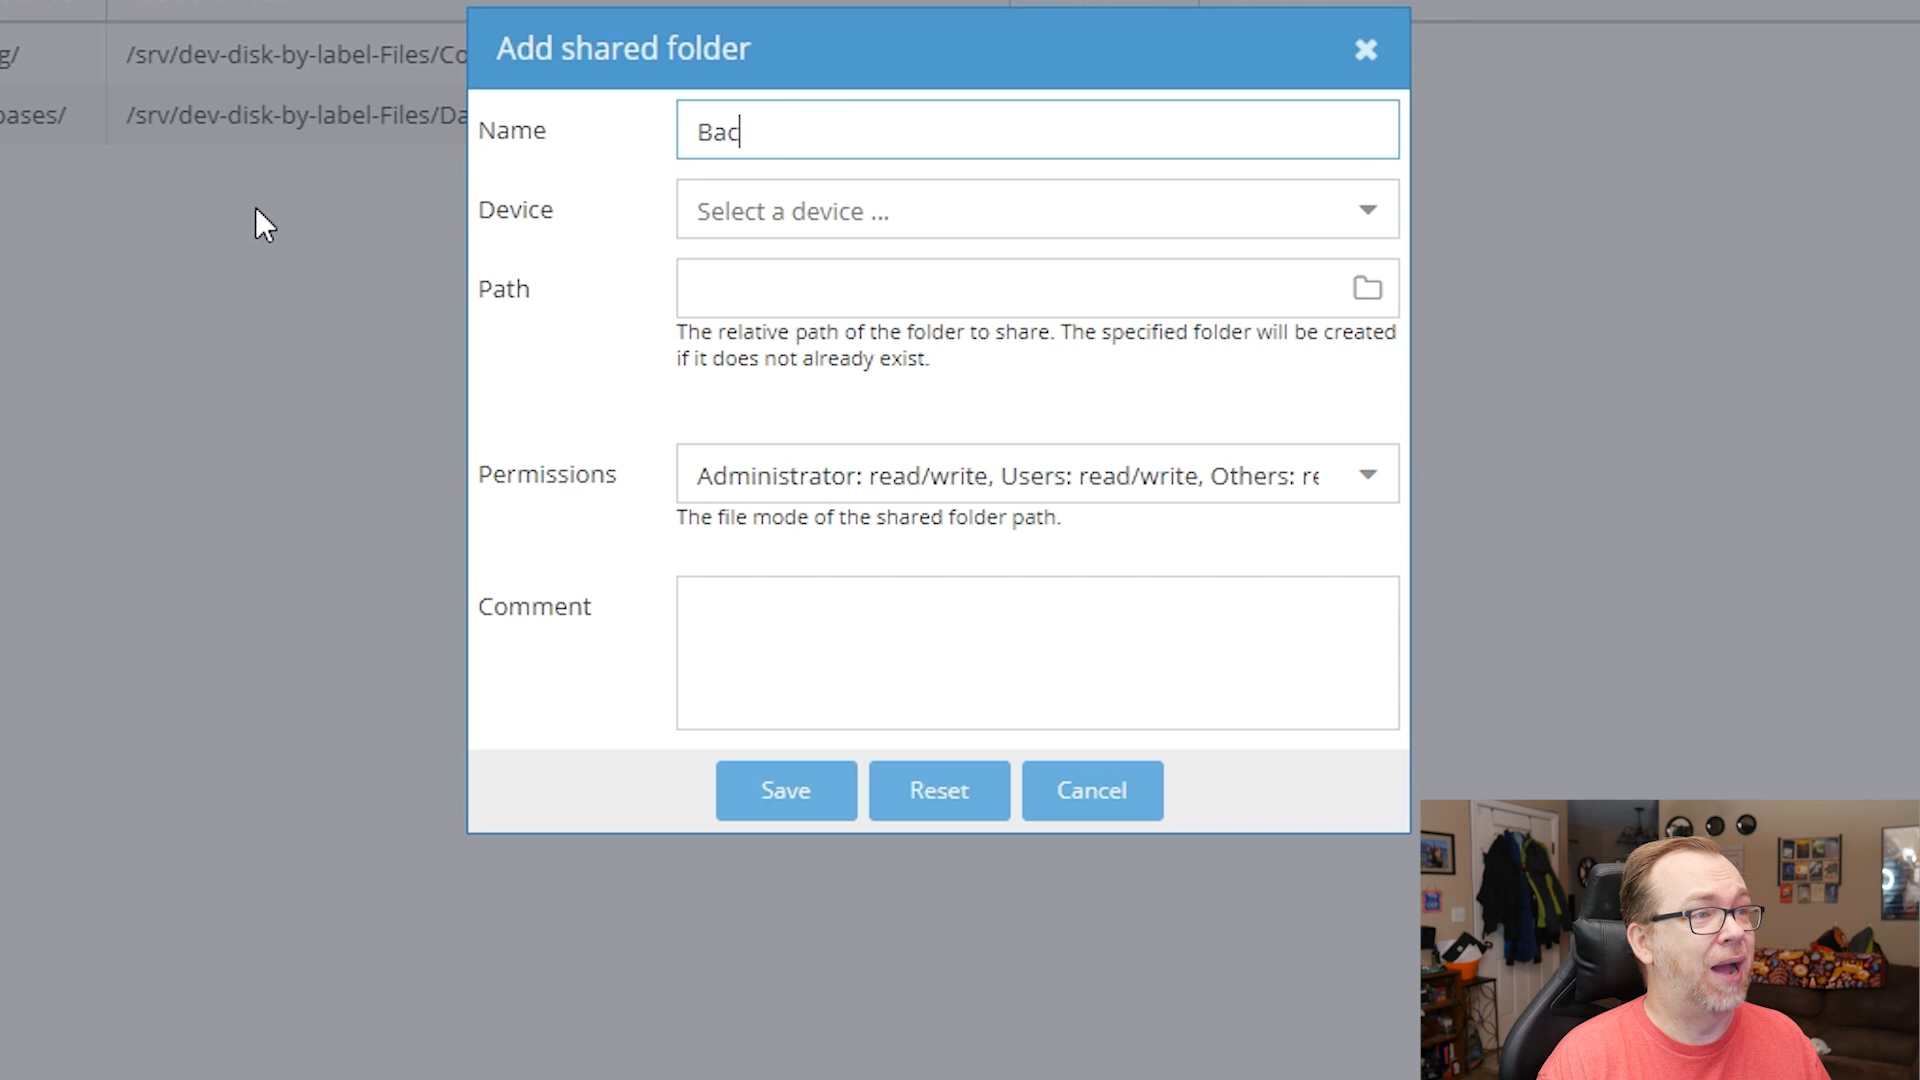 Add shared folder
g/ /srv/dev-disk-by-label-Files/Co
bases/ /srv/dev-disk-by-label-Files/Da
Name Bac
Device Select a device ...
Path
The relative path of the folder to share. The specified folder will be created
if it does not already exist.
Permissions Administrator: read/write, Users: read/write, Others: re
The file mode of the shared folder path.
Comment
Save Reset Cancel